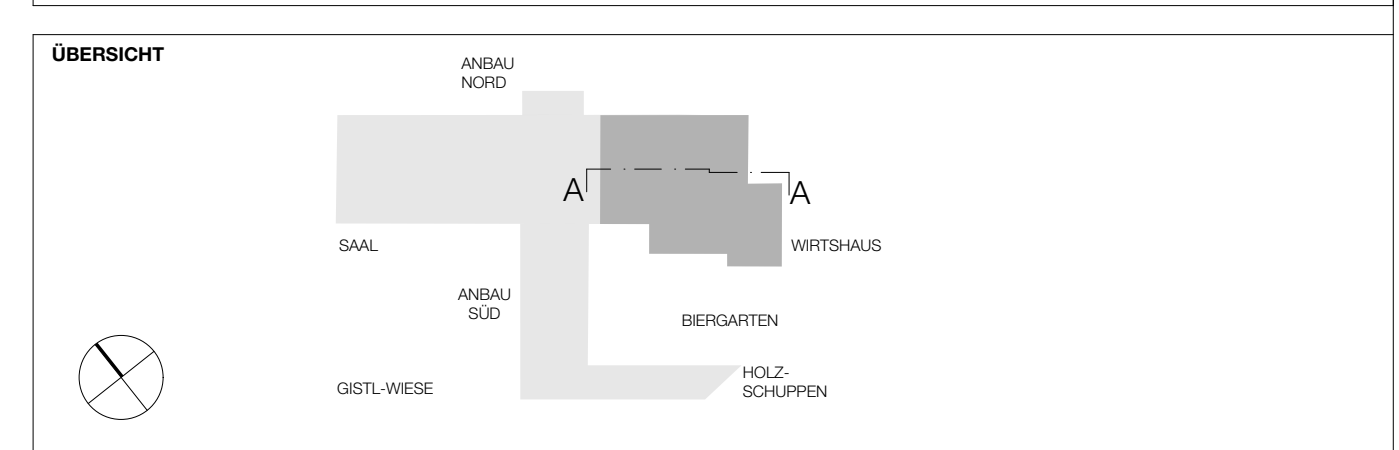 ÜBERSICHT
ANBAU
NORD
A
A
SAAL
WIRTSHAUS
ANBAU
SÜD
BIERGARTEN
GISTL-WIESE
HOLZ-
SCHUPPEN